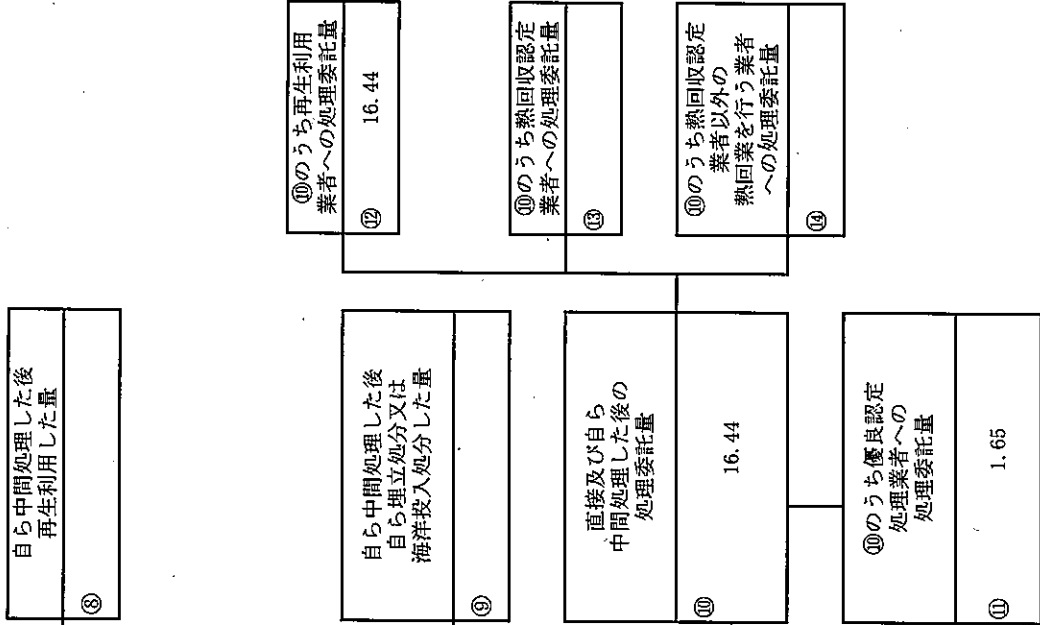 自ら中間処理した後
再生利用した量
⑧
自ら中間処理した後
自ら埋立処分又は
海洋投入処分した量
⑨
直接及び自ら
中間処理した後の
処理委託量
⑩
16.44
⑩のうち優良認定
処理業者への
処理委託量
⑪
1.65
⑩のうち再生利用
業者への処理委託量
⑫
16.44
⑩のうち熱回収認定
業者への処理委託量
⑬
⑩のうち熱回収認定
業者以外の
熱回業を行う業者
への処理委託量
⑭